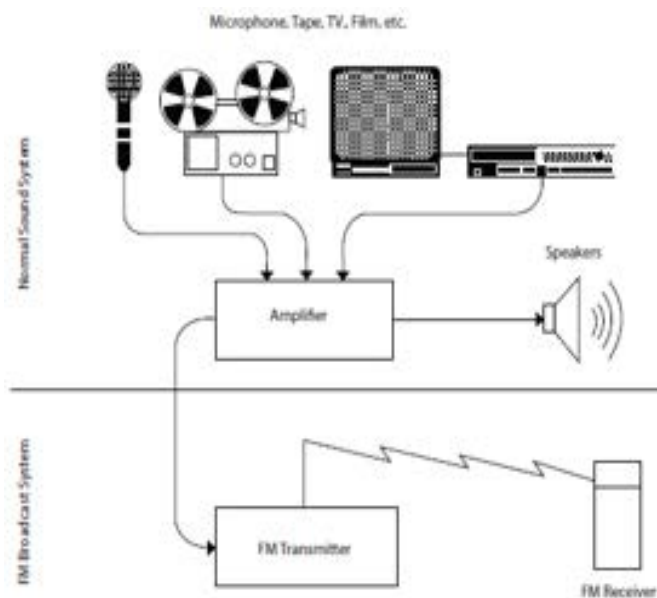 Microphone, Tape, TV., Film, etc.
Normal Sound System
Speakers
Amplifier
FM Broadcast System
FM Transmitter
FM Receiver